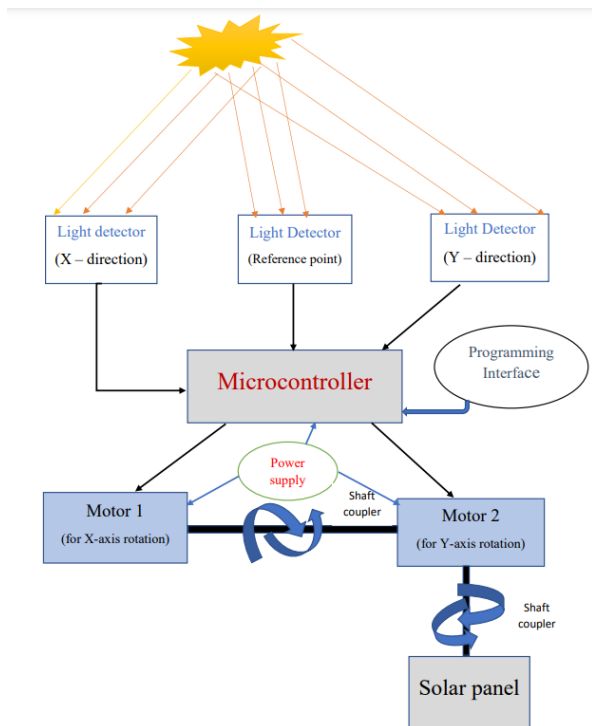 Light detector
(X – direction)
Light Detector
(Reference point)
Light Detector
(Y – direction)
Microcontroller
Programming
Interface
Power
supply
Motor 1
(for X-axis rotation)
Shaft
coupler
Motor 2
(for Y-axis rotation)
Shaft
coupler
Solar panel